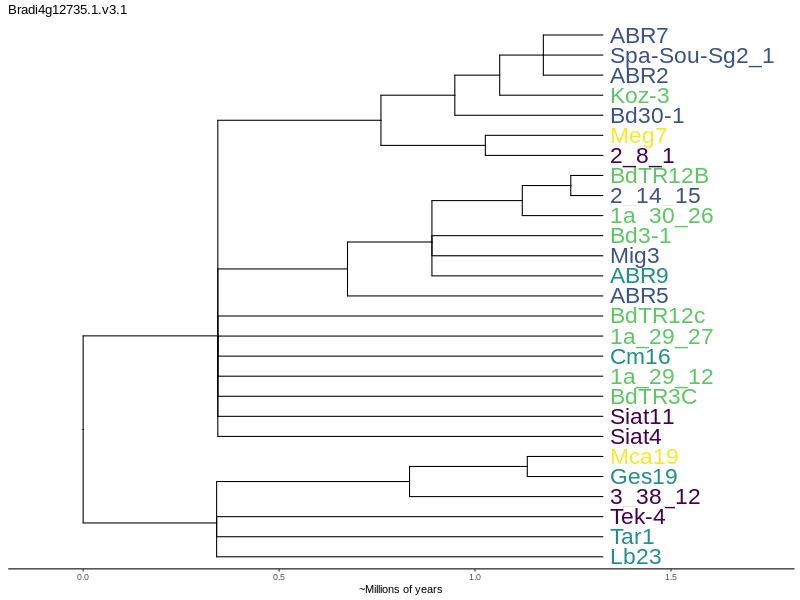 Bradi4g12735.1.v3.1
ABR7
Spa-Sou-Sg2_1
ABR2
Koz-3
Bd30-1
Meg7
2_8_1
BdTR12B
2_14_15
1a_30_26
Bd3-1
Mig3
ABR9
ABR5
BdTR12c
1a_29_27
Cm16
1a_29_12
BdTR3C
Siat11
Siat4
Mca19
Ges19
3_38_12
Tek-4
Tar1
Lb23
0.0 0.5 1.0 1.5
~Millions of years